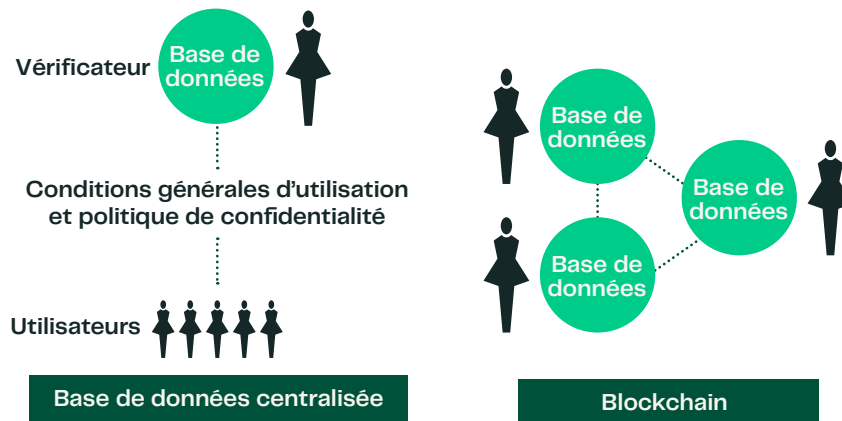 Vérificateur
Base de
données
Conditions générales d’utilisation
et politique de confidentialité
Utilisateurs
Base de données centralisée
Base de
données
Base de
données
Base de
données
Blockchain